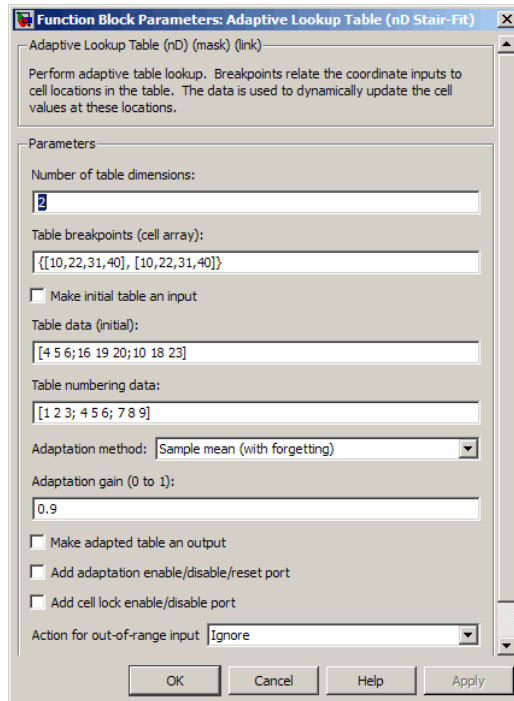 Function Block Parameters: Adaptive Lookup Table (nD Stair-Fit)
Adaptive Lookup Table (nD) (mask) (link)
Perform adaptive table lookup. Breakpoints relate the coordinate inputs to
cell locations in the table. The data is used to dynamically update the cell
values at these locations.
Parameters
Number of table dimensions:
2
Table breakpoints (cell array):
{[10,22,31,40], [10,22,31,40]}
Make initial table an input
Table data (initial):
[4 5 6;16 19 20;10 18 23]
Table numbering data:
[1 2 3; 4 5 6; 7 8 9]
Adaptation method: Sample mean (with forgetting)
Adaptation gain (0 to 1):
0.9
Make adapted table an output
Add adaptation enable/disable/reset port
Add cell lock enable/disable port
Action for out-of-range input Ignore
OK Cancel Help Apply